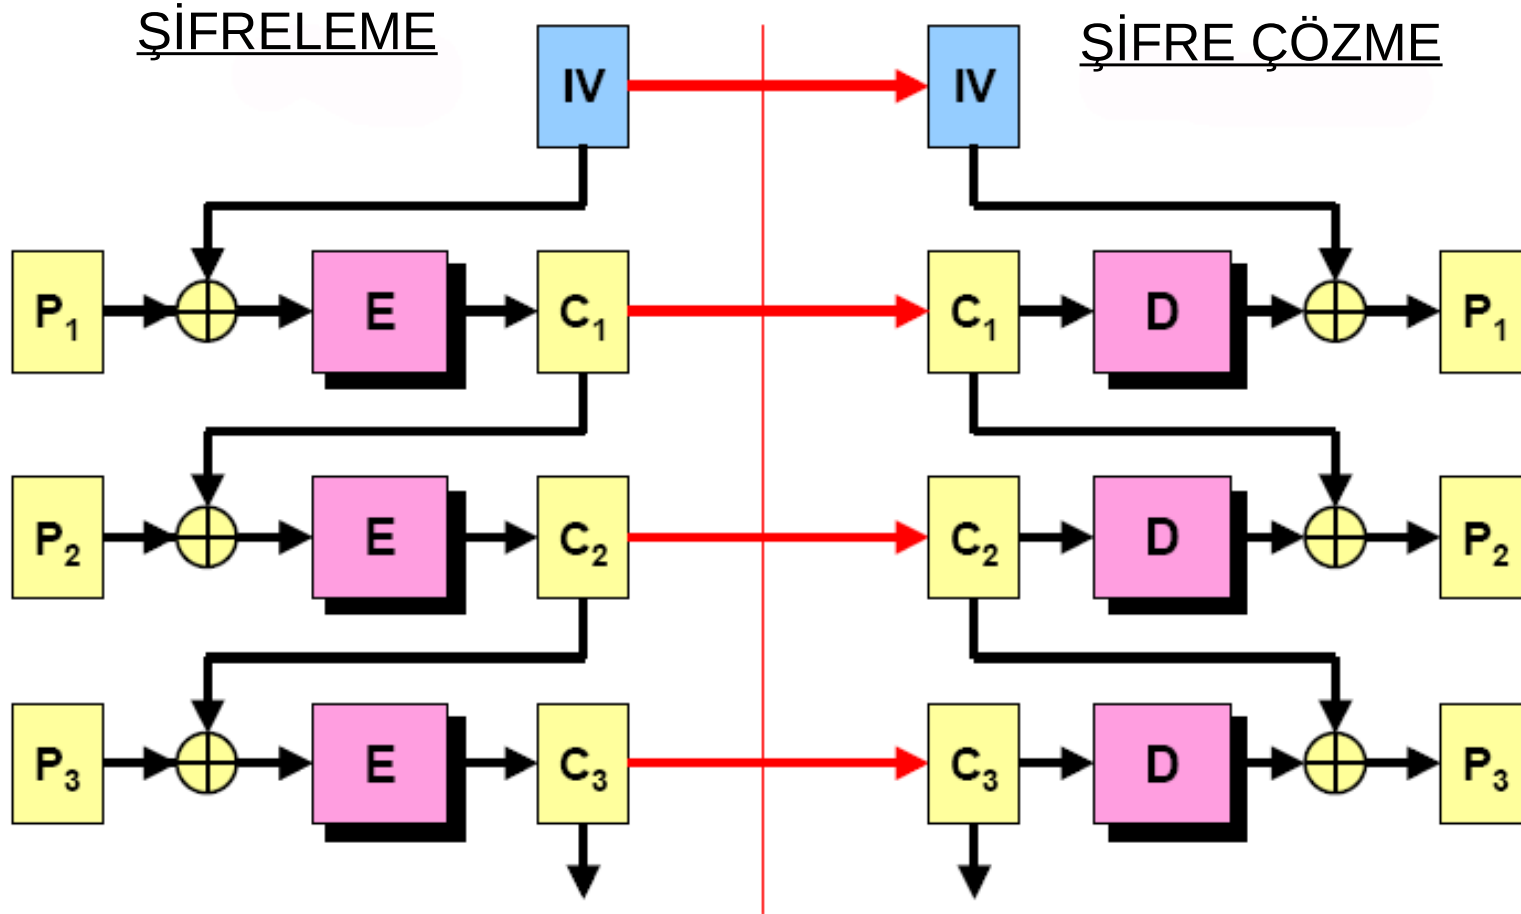 ŞİFRELEME
ŞİFRE ÇÖZME
IV IV
P1 E C1 C1 D P1
P2 E C2 C2 D P2
P3 E C3 C3 D P3